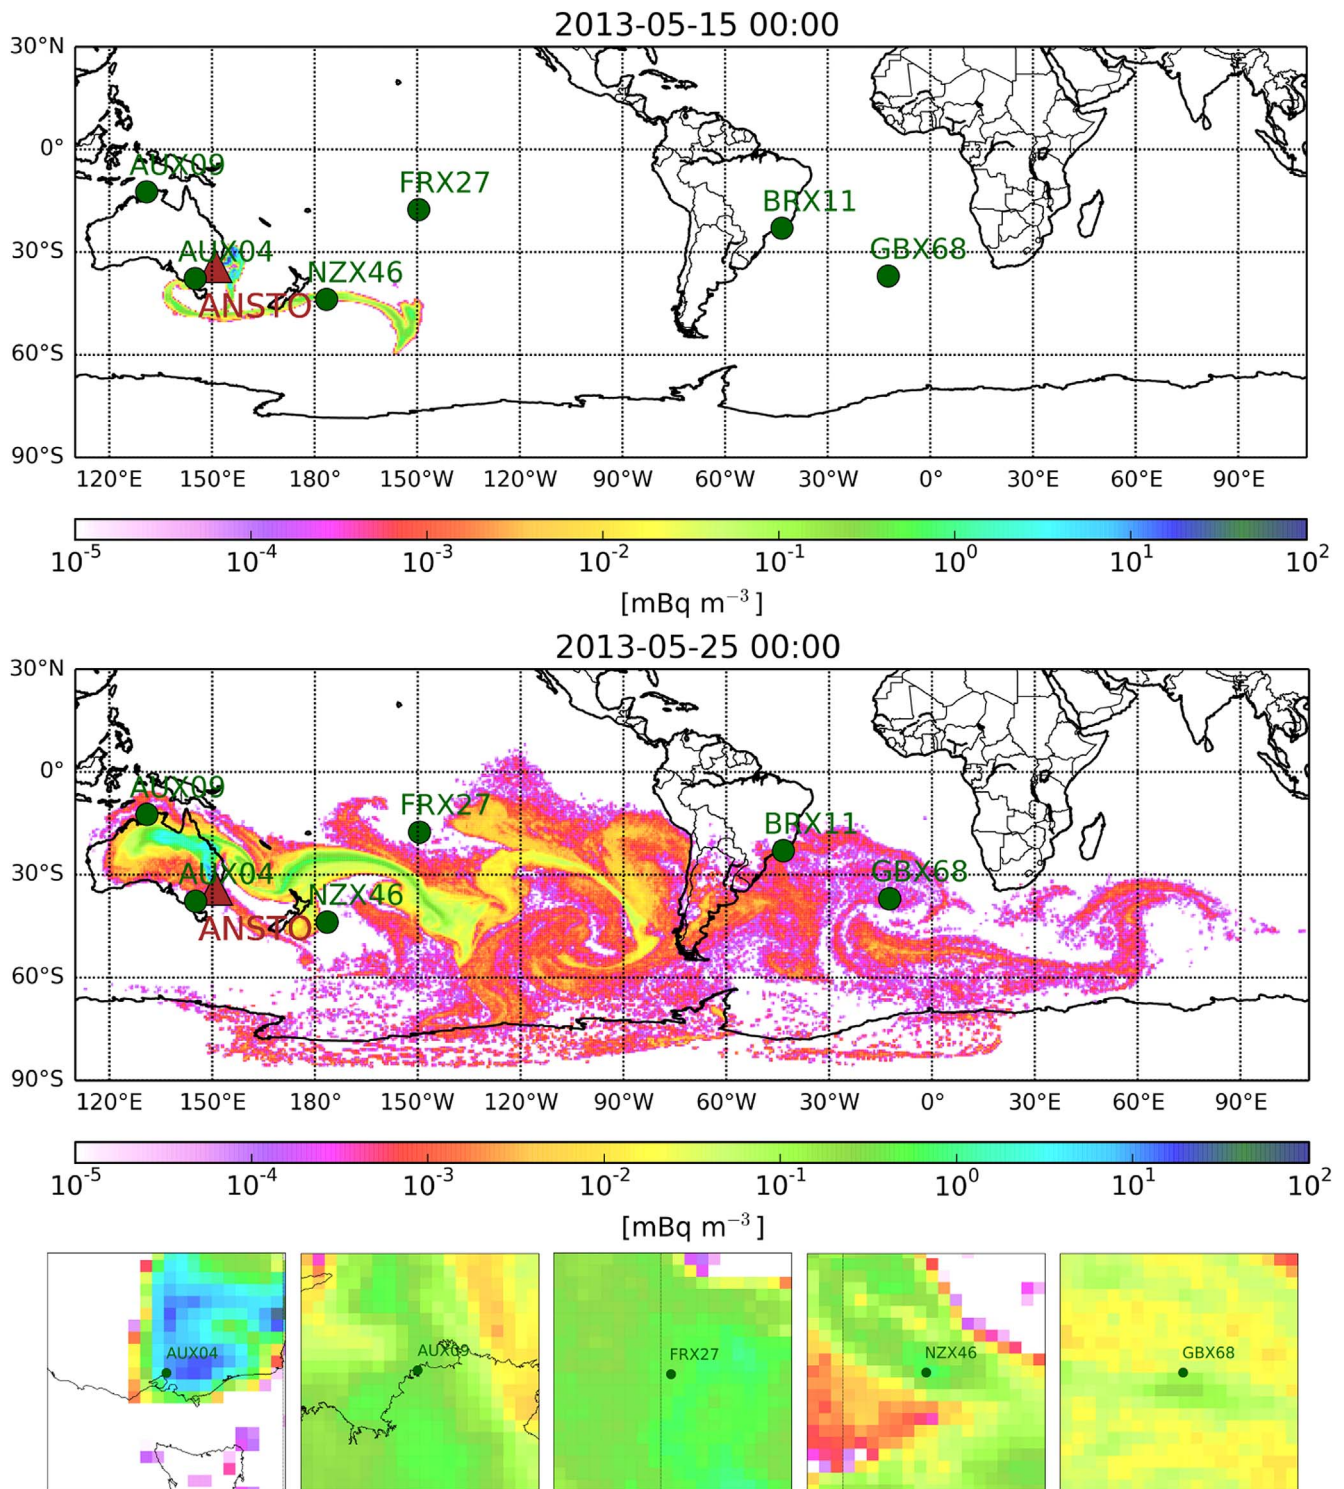 2013-05-15 00:00
30°N
0°
30°S
60°S
90°S
AUX09
FRX27
BRX11
AUX04
NZX46
GBX68
ANSTO
120°E 150°E 180° 150°W 120°W 90°W 60°W 30°W 0° 30°E 60°E 90°E
10⁻⁵ 10⁻⁴ 10⁻³ 10⁻² 10⁻¹ 10⁰ 10¹ 10²
[mBq m⁻³]
2013-05-25 00:00
30°N
0°
30°S
60°S
90°S
AUX09
FRX27
BRX11
AUX04
NZX46
GBX68
ANSTO
120°E 150°E 180° 150°W 120°W 90°W 60°W 30°W 0° 30°E 60°E 90°E
10⁻⁵ 10⁻⁴ 10⁻³ 10⁻² 10⁻¹ 10⁰ 10¹ 10²
[mBq m⁻³]
AUX04 AUX09 FRX27 NZX46 GBX68